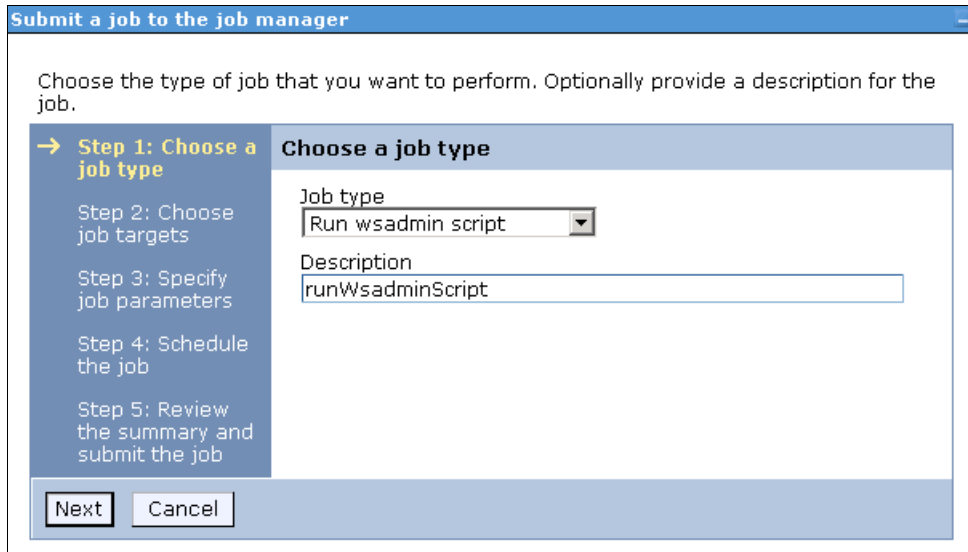 Submit a job to the job manager
Choose the type of job that you want to perform. Optionally provide a description for the
job.
→ Step 1: Choose a
job type
Step 2: Choose
job targets
Step 3: Specify
job parameters
Step 4: Schedule
the job
Step 5: Review
the summary and
submit the job
Choose a job type
Job type
Run wsadmin script
Description
runWsadminScript
Next Cancel